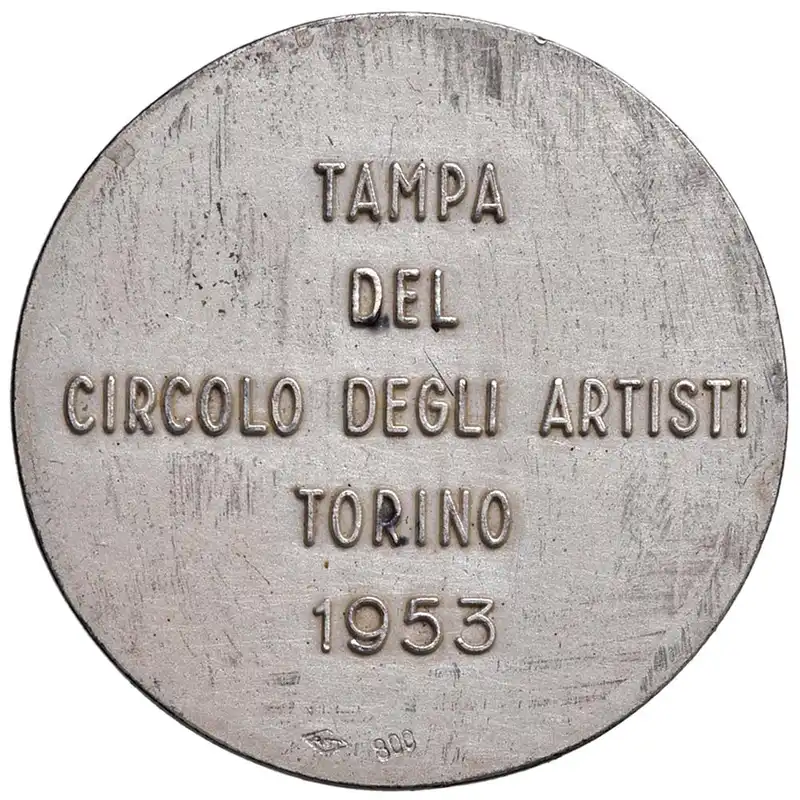 TAMPA
DEL
CIRCOLO DEGLI ARTISTI
TORINO
1953
800